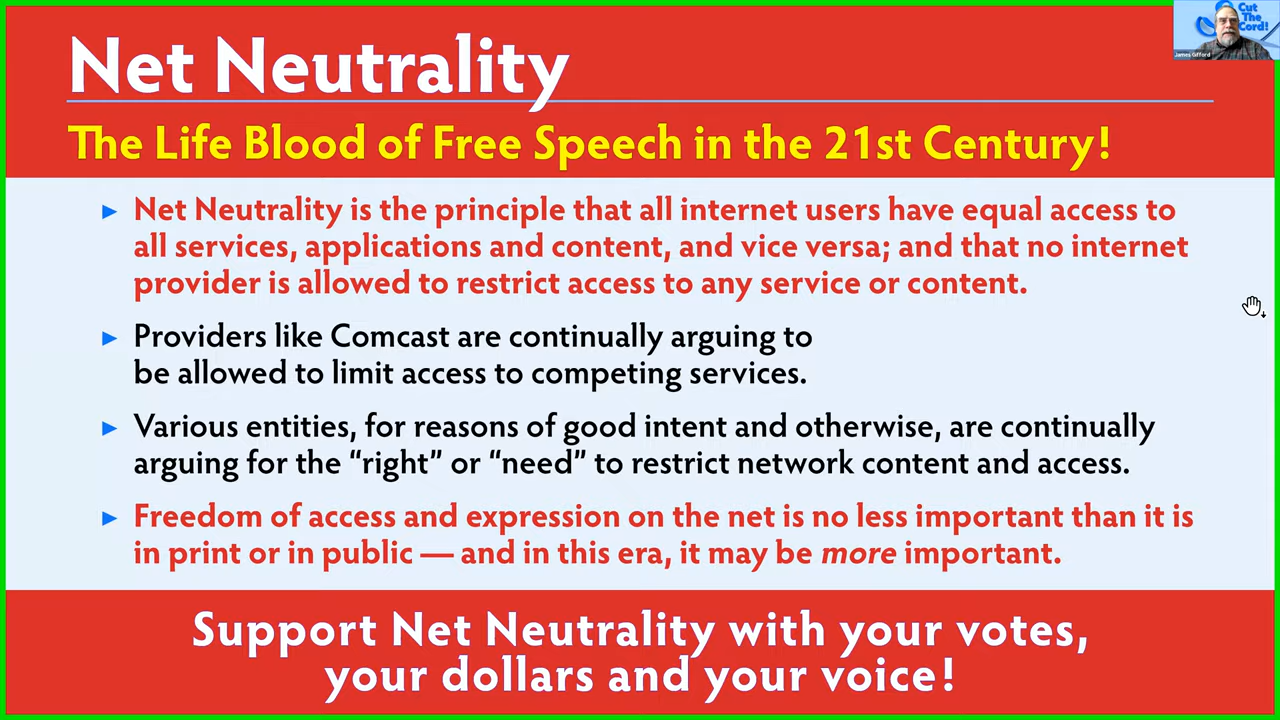 Net Neutrality
The Life Blood of Free Speech in the 21st Century!
Net Neutrality is the principle that all internet users have equal access to
all services, applications and content, and vice versa; and that no internet
provider is allowed to restrict access to any service or content.
Providers like Comcast are continually arguing to
be allowed to limit access to competing services.
Various entities, for reasons of good intent and otherwise, are continually
arguing for the “right” or “need” to restrict network content and access.
Freedom of access and expression on the net is no less important than it is
in print or in public — and in this era, it may be more important.
Support Net Neutrality with your votes,
your dollars and your voice!
Cut
The
Cord!
James Gifford